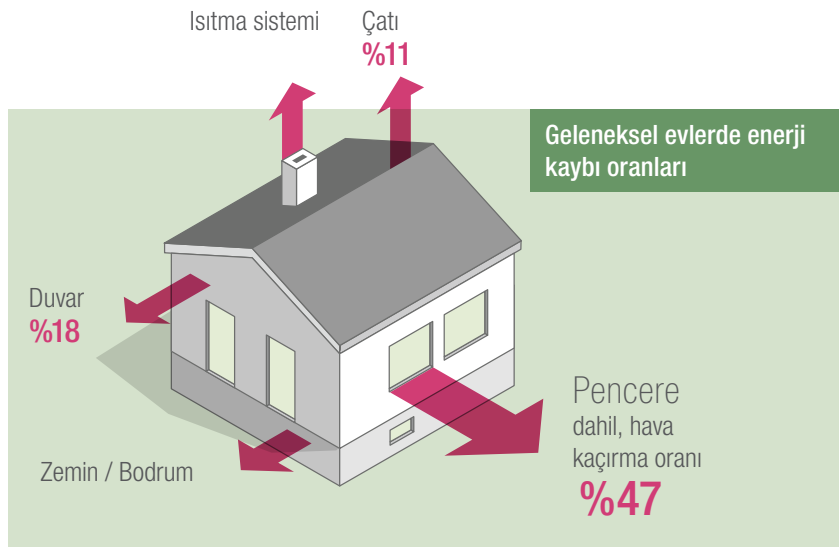 Isıtma sistemi
Çatı
%11
Geleneksel evlerde enerji
kaybı oranları
Duvar
%18
Pencere
dahil, hava
kaçırma oranı
%47
Zemin / Bodrum